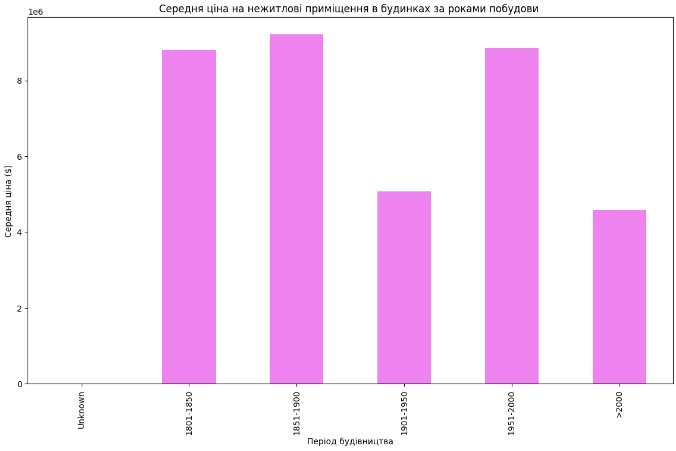 Середня ціна на нежитлові приміщення в будинках за роками побудови
1e6
8
6
4
2
0
Середня ціна ($)
Unknown
1801-1850
1851-1900
1901-1950
1951-2000
>2000
Період будівництва